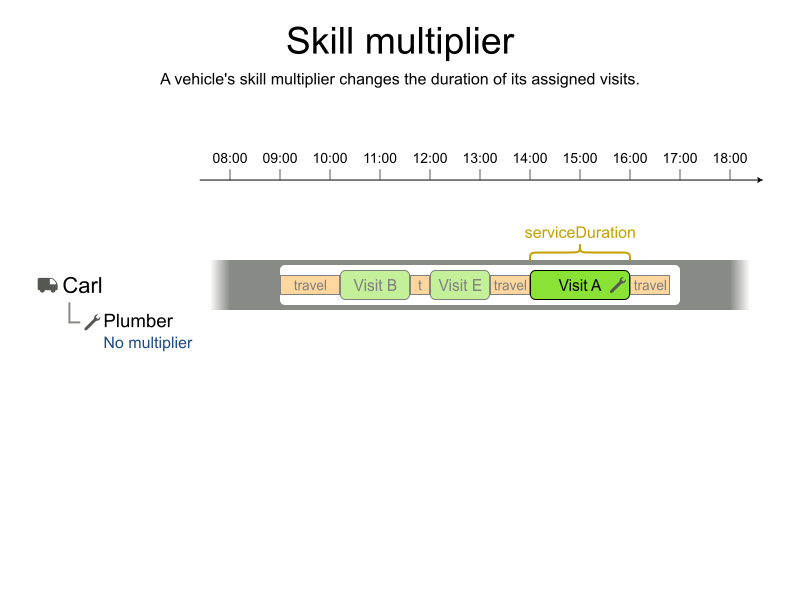 Skill multiplier
A vehicle's skill multiplier changes the duration of its assigned visits.
08:00 09:00 10:00 11:00 12:00 13:00 14:00 15:00 16:00 17:00 18:00
serviceDuration
Carl
travel Visit B t Visit E travel Visit A travel
Plumber
No multiplier